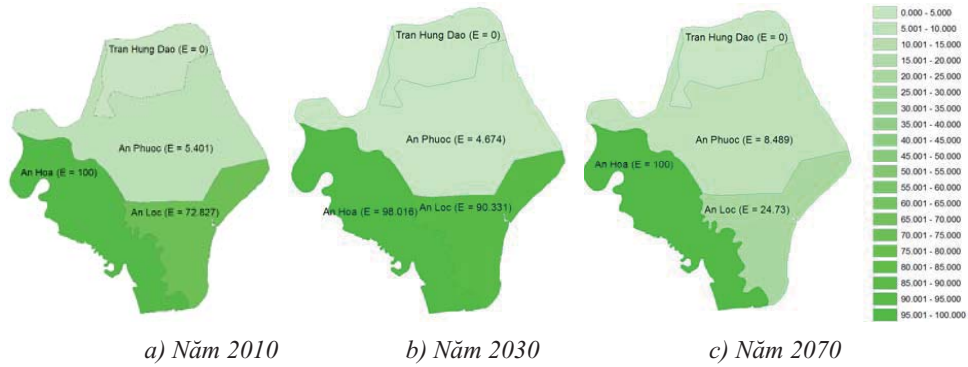 Tran Hung Dao (E = 0)
An Phuoc (E = 5.401)
An Hoa (E = 100)
An Loc (E = 72.827)
a) Năm 2010
Tran Hung Dao (E = 0)
An Phuoc (E = 4.674)
An Hoa (E = 98.016)
An Loc (E = 90.331)
b) Năm 2030
Tran Hung Dao (E = 0)
An Phuoc (E = 8.489)
An Hoa (E = 100)
An Loc (E = 24.73)
c) Năm 2070
0.000 - 5.000
5.001 - 10.000
10.001 - 15.000
15.001 - 20.000
20.001 - 25.000
25.001 - 30.000
30.001 - 35.000
35.001 - 40.000
40.001 - 45.000
45.001 - 50.000
50.001 - 55.000
55.001 - 60.000
60.001 - 65.000
65.001 - 70.000
70.001 - 75.000
75.001 - 80.000
80.001 - 85.000
85.001 - 90.000
90.001 - 95.000
95.001 - 100.000